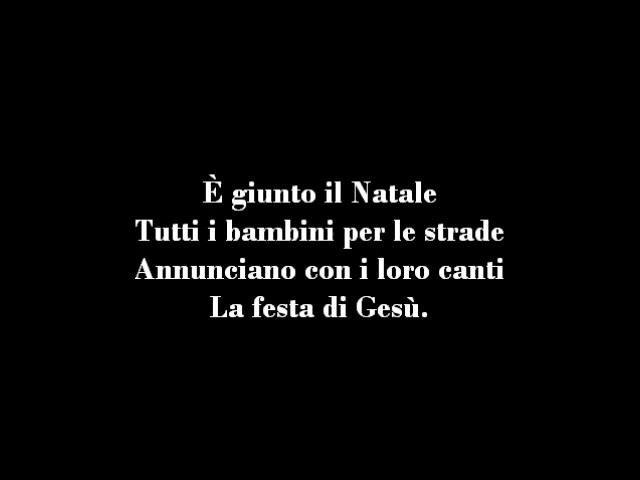 È giunto il Natale
Tutti i bambini per le strade
Annunciano con i loro canti
La festa di Gesù.